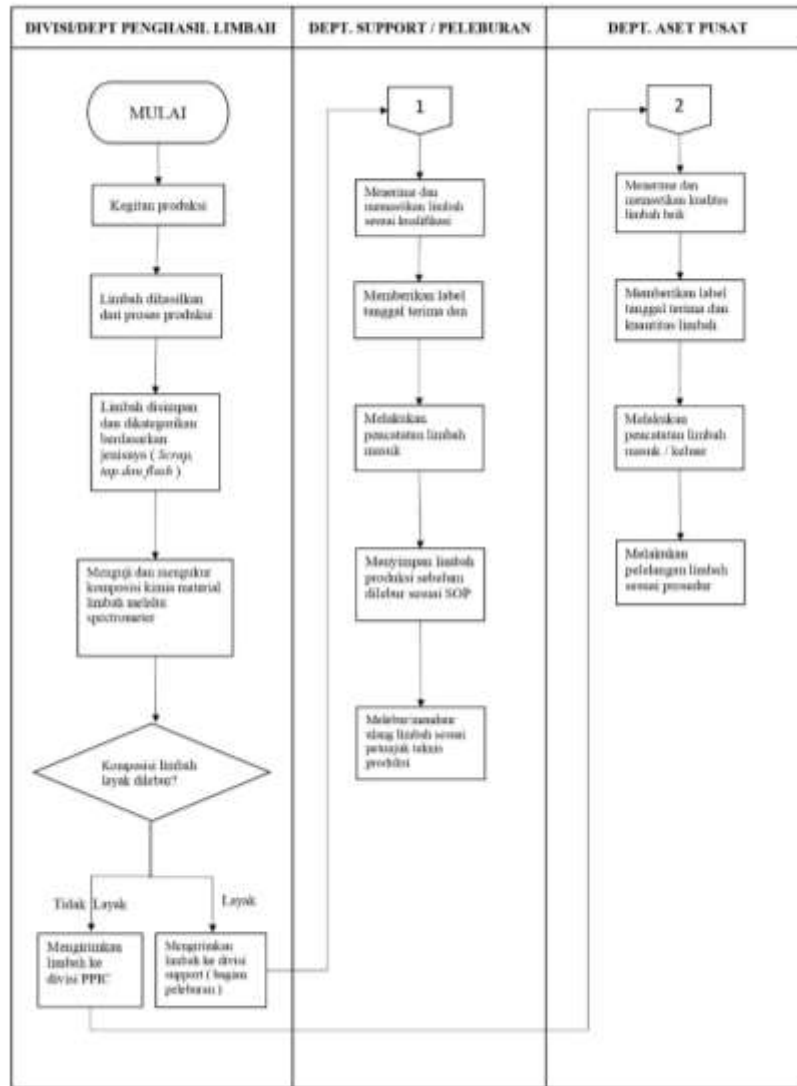 DIVISI/DEPT PENGHASIL LIMBAH
DEPT. SUPPORT / PELEBURAN
DEPT. ASET PUSAT
MULAI
Kegitan produksi
Limbah dihasilkan
dari proses produksi
Limbah disimpan
dan dikategorikan
berdasarkan
jenisnya ( Scrap,
tap dan flash )
Menguji dan mengukur
komposisi kimia material
limbah melalui
spectrometer
Komposisi limbah
layak dilebur?
Tidak Layak
Layak
Mengirimkan
limbah ke
divisi PPIC
Mengirimkan
limbah ke divisi
support ( bagian
peleburan )
1
Menerima dan
memastikan limbah
sesuai kualifikasi
Memberikan label
tanggal terima dan
Melakukan
pencatatan limbah
masuk
Menyimpan limbah
produksi sebelum
dilebur sesuai SOP
Melebur/
ulang limbah sesuai
petunjuk teknis
produksi
2
Menerima dan
memastikan kualitas
limbah baik
Memberikan label
tanggal terima dan
kuantitas limbah
Melakukan
pencatatan limbah
masuk / keluar
Melakukan
pelelangan limbah
sesuai prosedur